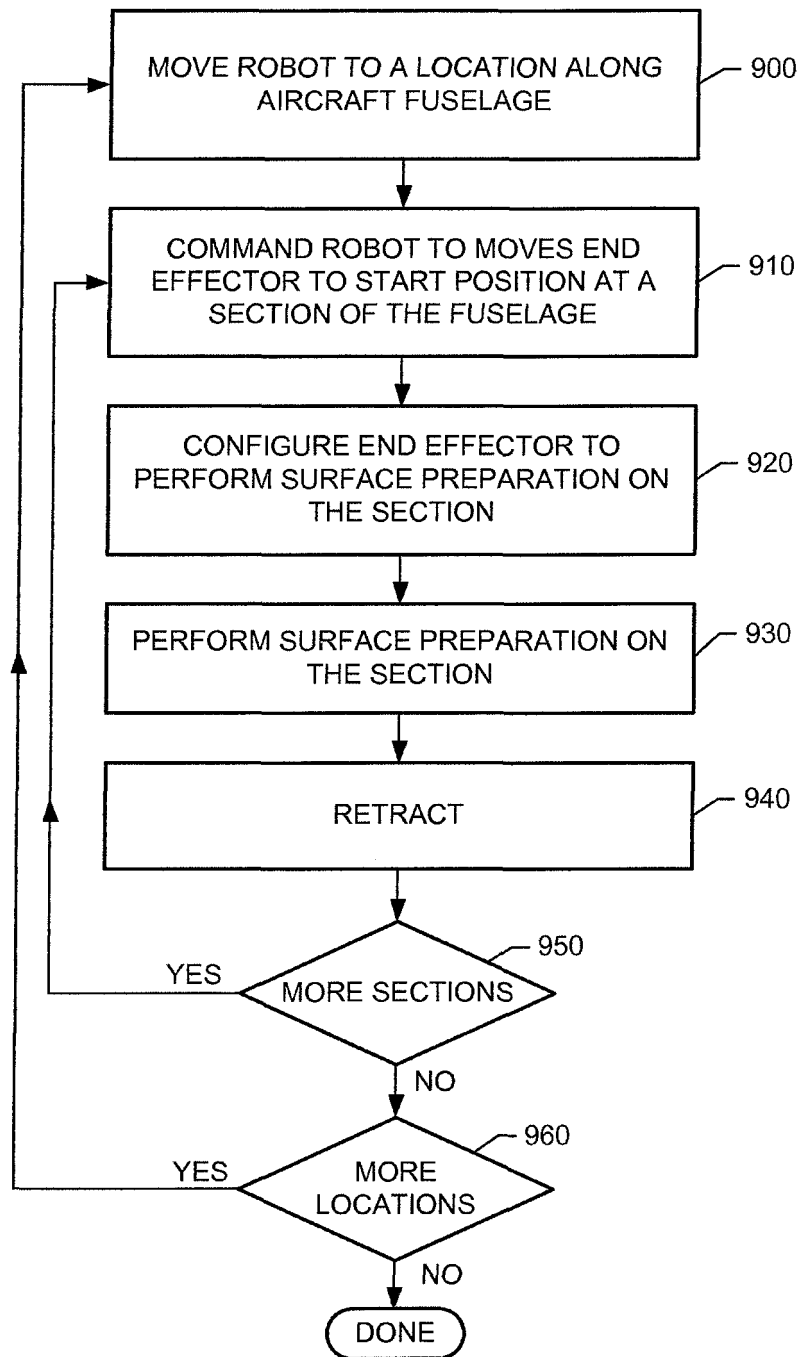 MOVE ROBOT TO A LOCATION ALONG
AIRCRAFT FUSELAGE
900
COMMAND ROBOT TO MOVES END
EFFECTOR TO START POSITION AT A
SECTION OF THE FUSELAGE
910
CONFIGURE END EFFECTOR TO
PERFORM SURFACE PREPARATION ON
THE SECTION
920
PERFORM SURFACE PREPARATION ON
THE SECTION
930
RETRACT
940
950
YES
MORE SECTIONS
NO
960
YES
MORE
LOCATIONS
NO
DONE